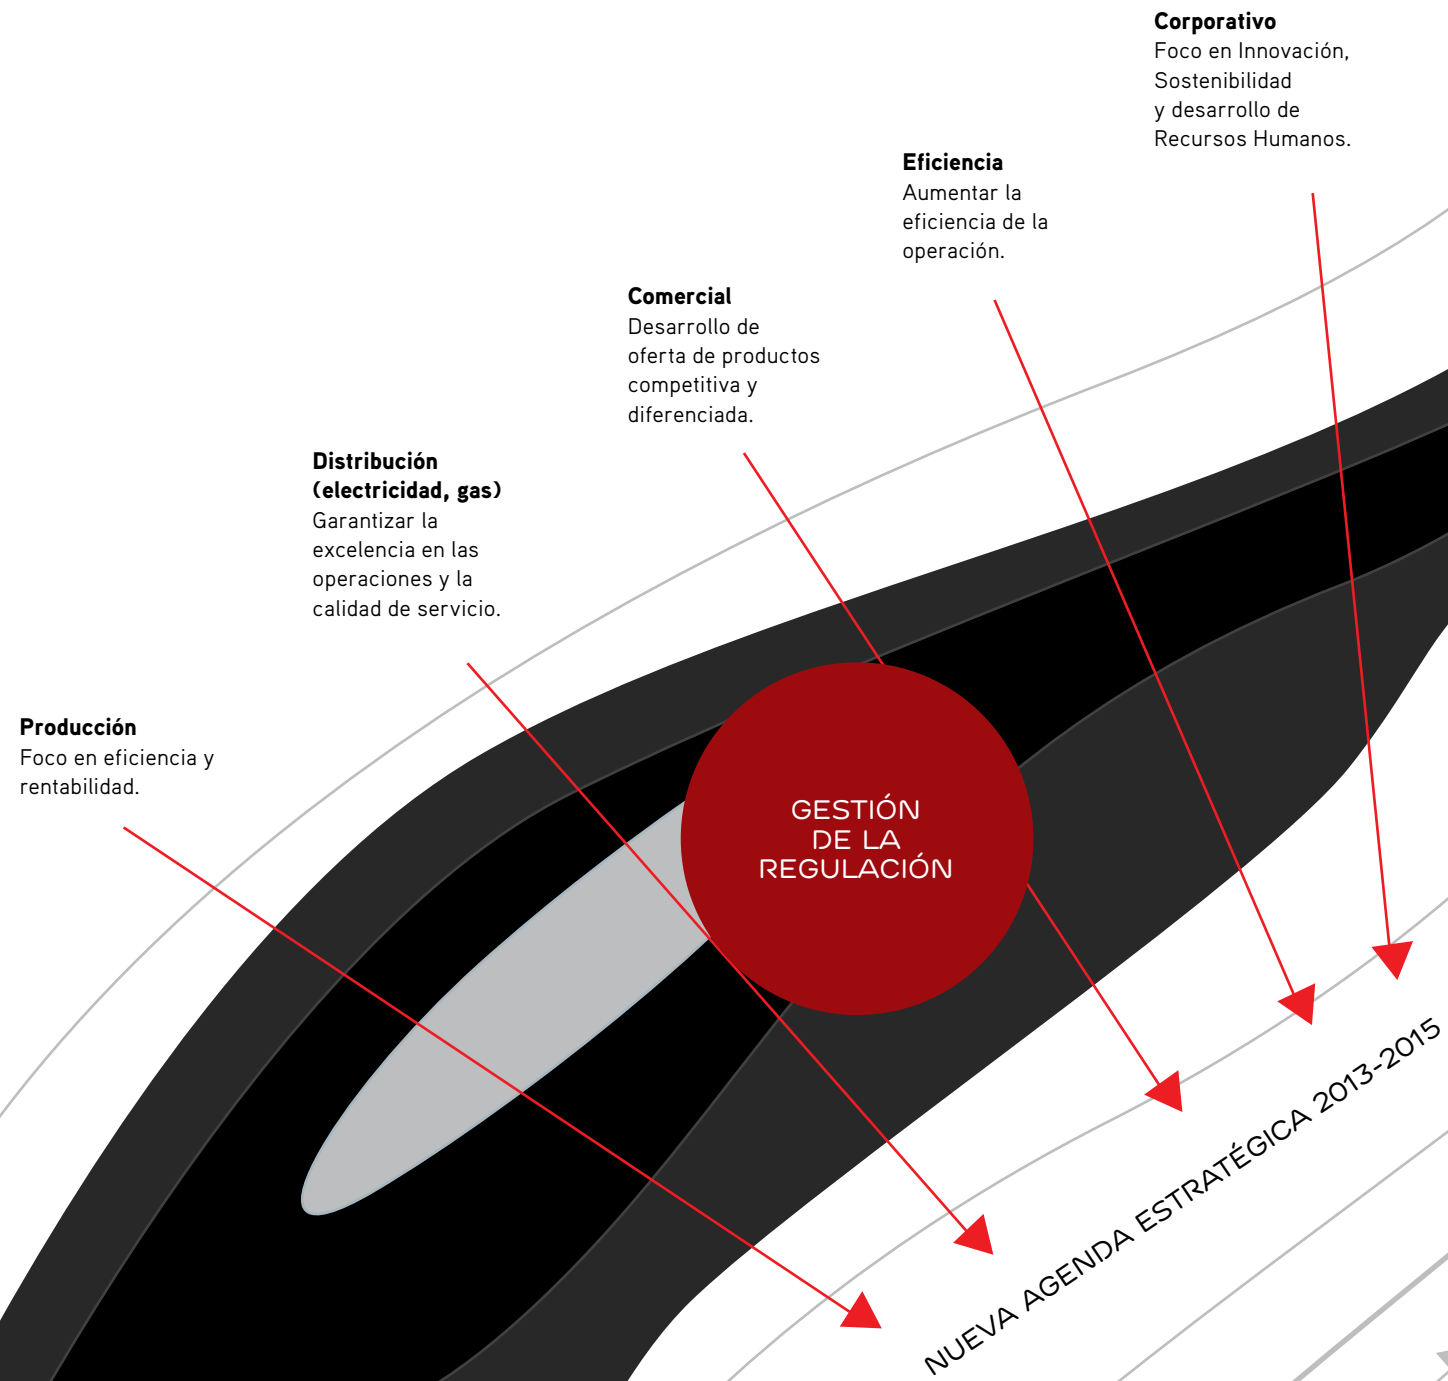 Corporativo
Foco en Innovación,
Sostenibilidad
y desarrollo de
Recursos Humanos.
Eficiencia
Aumentar la
eficiencia de la
operación.
Comercial
Desarrollo de
oferta de productos
competitiva y
diferenciada.
Distribución
(electricidad, gas)
Garantizar la
excelencia en las
operaciones y la
calidad de servicio.
Producción
Foco en eficiencia y
rentabilidad.
GESTIÓN
DE LA
REGULACIÓN
NUEVA AGENDA ESTRATÉGICA 2013-2015